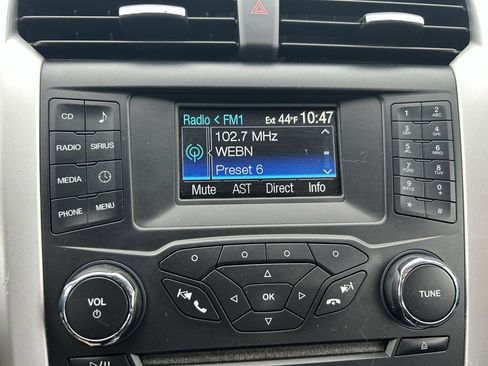 Radio < FM1 Ext 44°F 10:47
102.7 MHz
WEBN
Preset 6
Mute AST Direct Info
CD
RADIO SIRIUS
MEDIA
PHONE MENU
1 2 ABC
3 DEF 4 GHI
5 JKL 6 MNO
7 PQRS 8 TUV
9 WXYZ 0 +
* #
VOL
OK
TUNE